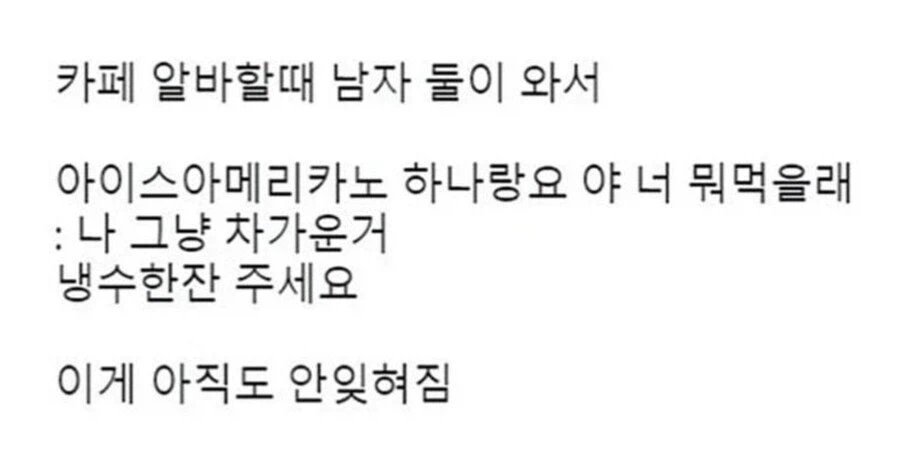 카페 알바할때 남자 둘이 와서
아이스아메리카노 하나랑요 야 너 뭐먹을래
: 나 그냥 차가운거
냉수한잔 주세요
이게 아직도 안잊혀짐